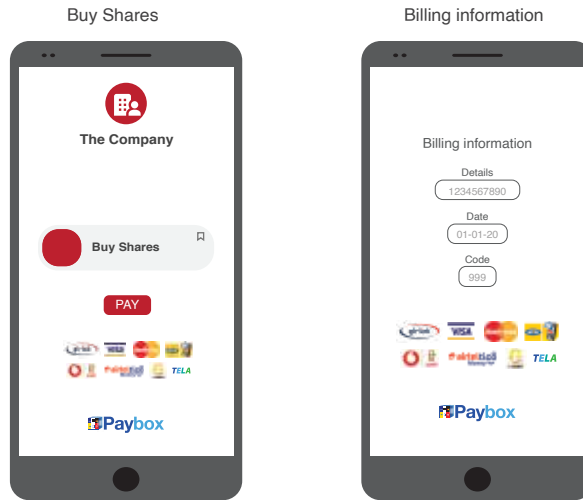 Buy Shares
The Company
Buy Shares
PAY
VISA
TELA
Paybox
Billing information
Billing information
Details
1234567890
Date
01-01-20
Code
999
VISA
TELA
Paybox